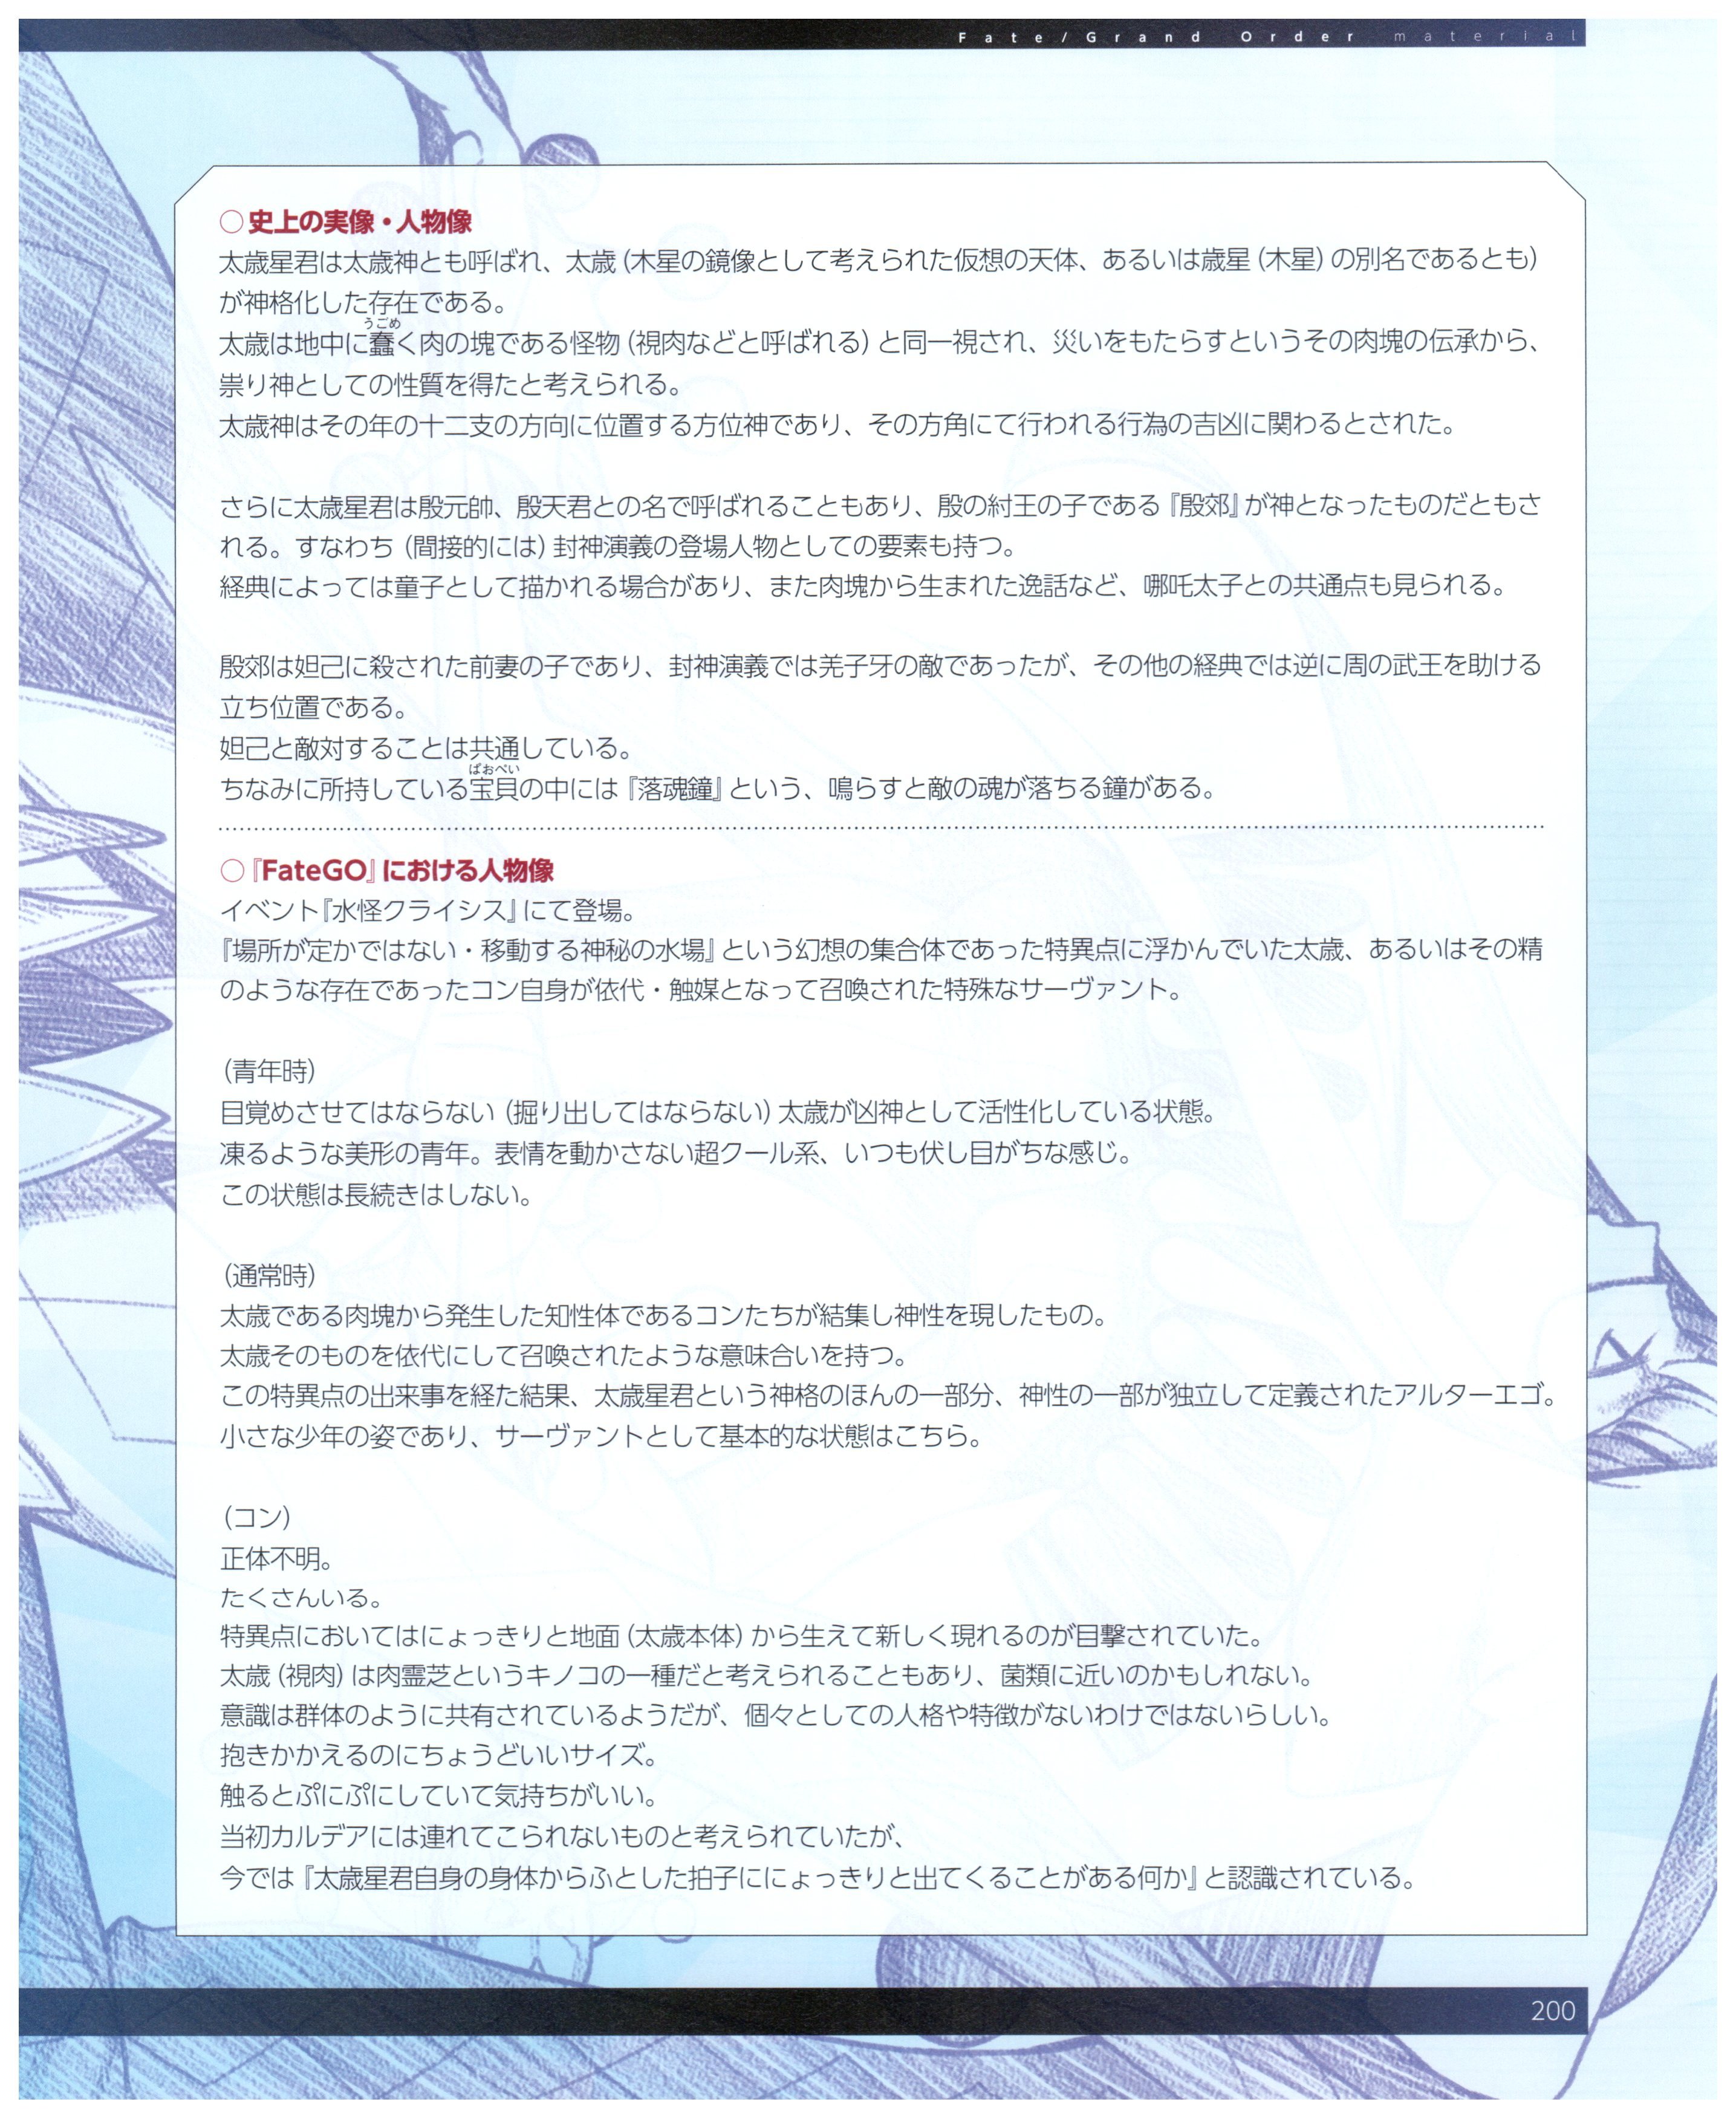 Fate/Grand Order material
○史上の実像・人物像
太歳星君は太歳神とも呼ばれ、太歳（木星の鏡像として考えられた仮想の天体、あるいは歳星（木星）の別名であるとも）
が神格化した存在である。
うごめ
太歳は地中に蠢く肉の塊である怪物（視肉などと呼ばれる）と同一視され、災いをもたらすというその肉塊の伝承から、
祟り神としての性質を得たと考えられる。
太歳神はその年の十二支の方向に位置する方位神であり、その方角にて行われる行為の吉凶に関わるとされた。
さらに太歳星君は殷元帥、殷天君との名で呼ばれることもあり、殷の紂王の子である『殷郊』が神となったものだともさ
れる。すなわち（間接的には）封神演義の登場人物としての要素も持つ。
経典によっては童子として描かれる場合があり、また肉塊から生まれた逸話など、哪吒太子との共通点も見られる。
殷郊は妲己に殺された前妻の子であり、封神演義では羌子牙の敵であったが、その他の経典では逆に周の武王を助ける
立ち位置である。
妲己と敵対することは共通している。
ぱおぺい
ちなみに所持している宝貝の中には『落魂鐘』という、鳴らすと敵の魂が落ちる鐘がある。
○『FateGO』における人物像
イベント『水怪クライシス』にて登場。
『場所が定かではない・移動する神秘の水場』という幻想の集合体であった特異点に浮かんでいた太歳、あるいはその精
のような存在であったコン自身が依代・触媒となって召喚された特殊なサーヴァント。
（青年時）
目覚めさせてはならない（掘り出してはならない）太歳が凶神として活性化している状態。
凍るような美形の青年。表情を動かさない超クール系、いつも伏し目がちな感じ。
この状態は長続きはしない。
（通常時）
太歳である肉塊から発生した知性体であるコンたちが結集し神性を現したもの。
太歳そのものを依代にして召喚されたような意味合いを持つ。
この特異点の出来事を経た結果、太歳星君という神格のほんの一部分、神性の一部が独立して定義されたアルターエゴ。
小さな少年の姿であり、サーヴァントとして基本的な状態はこちら。
（コン）
正体不明。
たくさんいる。
特異点においてはにょっきりと地面（太歳本体）から生えて新しく現れるのが目撃されていた。
太歳（視肉）は肉霊芝というキノコの一種だと考えられることもあり、菌類に近いのかもしれない。
意識は群体のように共有されているようだが、個々としての人格や特徴がないわけではないらしい。
抱きかかえるのにちょうどいいサイズ。
触るとぷにぷにしていて気持ちがいい。
当初カルデアには連れてこられないものと考えられていたが、
今では『太歳星君自身の身体からふとした拍子ににょっきりと出てくることがある何か』と認識されている。
200